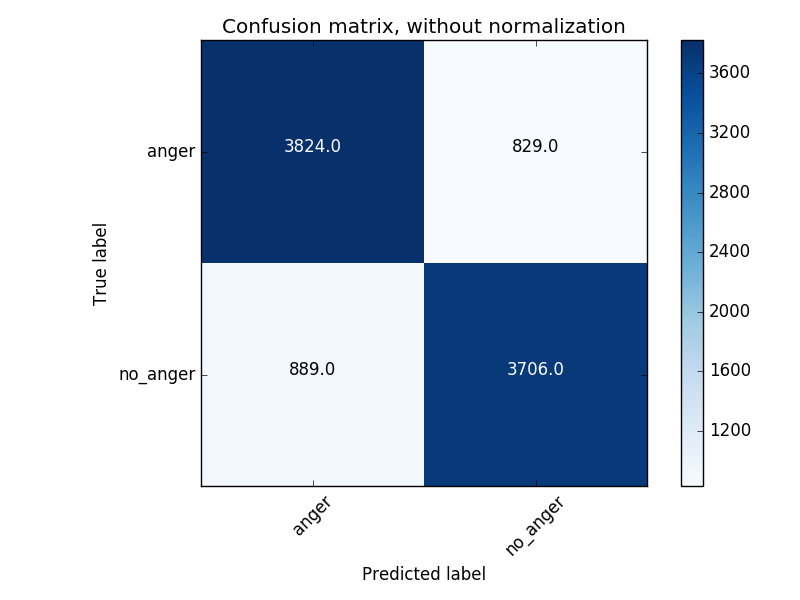 Confusion matrix, without normalization
True label
anger
no_anger
3824.0 829.0
889.0 3706.0
anger no_anger
Predicted label
3600
3200
2800
2400
2000
1600
1200